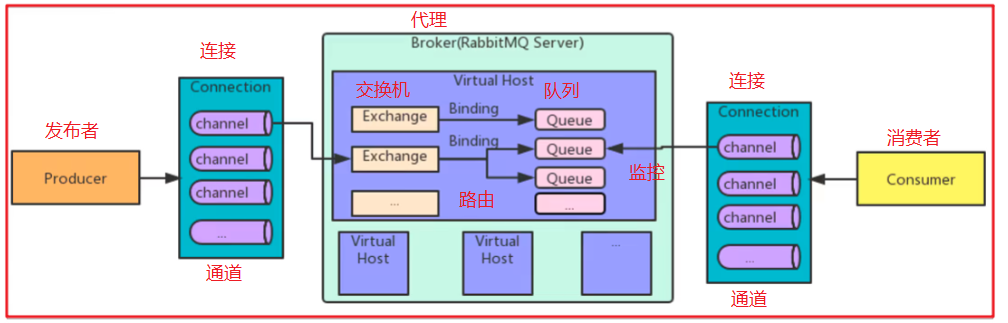 代理
Broker(RabbitMQ Server)
连接
Connection
channel
channel
channel
...
通道
发布者
Producer
Virtual Host
交换机
队列
Exchange
Binding
Queue
Exchange
Binding
Queue
Queue
...
路由
...
监控
Virtual
Host
Virtual
Host
...
连接
Connection
channel
channel
channel
...
通道
消费者
Consumer